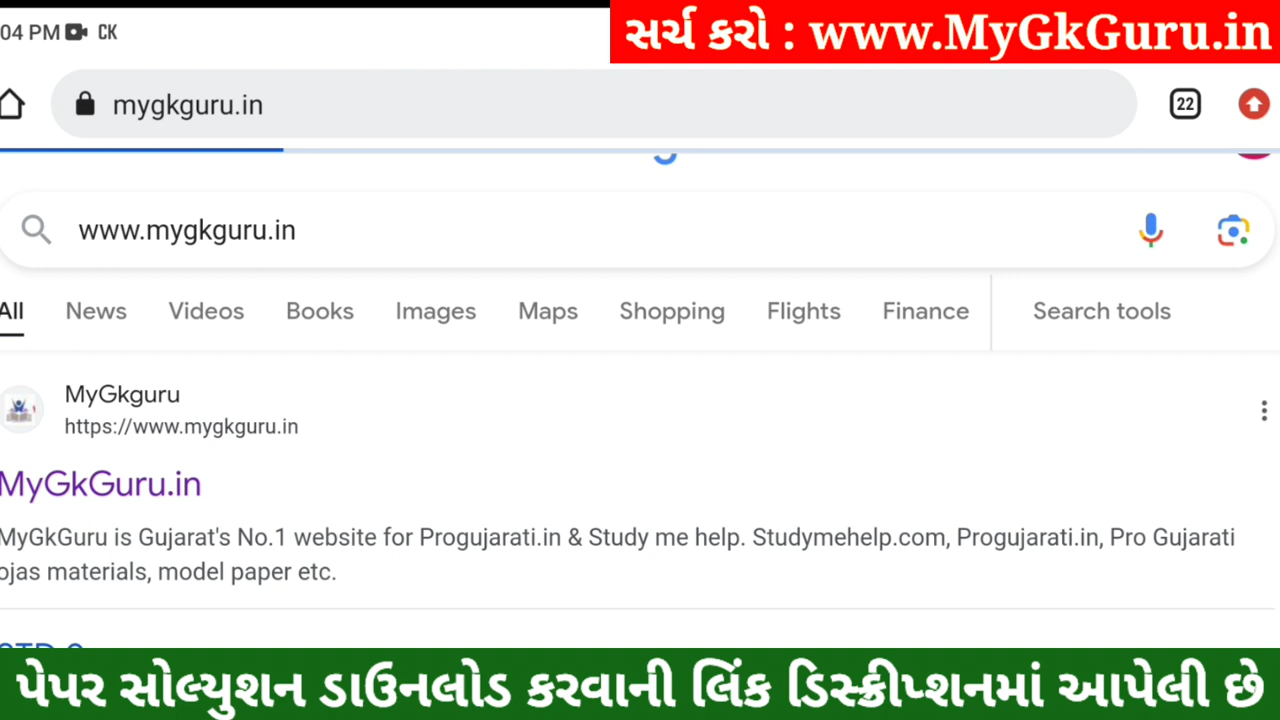 04 PM CK
સર્ચ કરો : www.MyGkGuru.in
mygkguru.in
22
www.mygkguru.in
All News Videos Books Images Maps Shopping Flights Finance Search tools
MyGkguru
https://www.mygkguru.in
MyGkGuru.in
MyGkGuru is Gujarat's No.1 website for Progujarati.in & Study me help. Studymehelp.com, Progujarati.in, Pro Gujarati
ojas materials, model paper etc.
પેપર સોલ્યુશન ડાઉનલોડ કરવાની લિંક ડિસ્ક્રીપ્શનમાં આપેલી છે